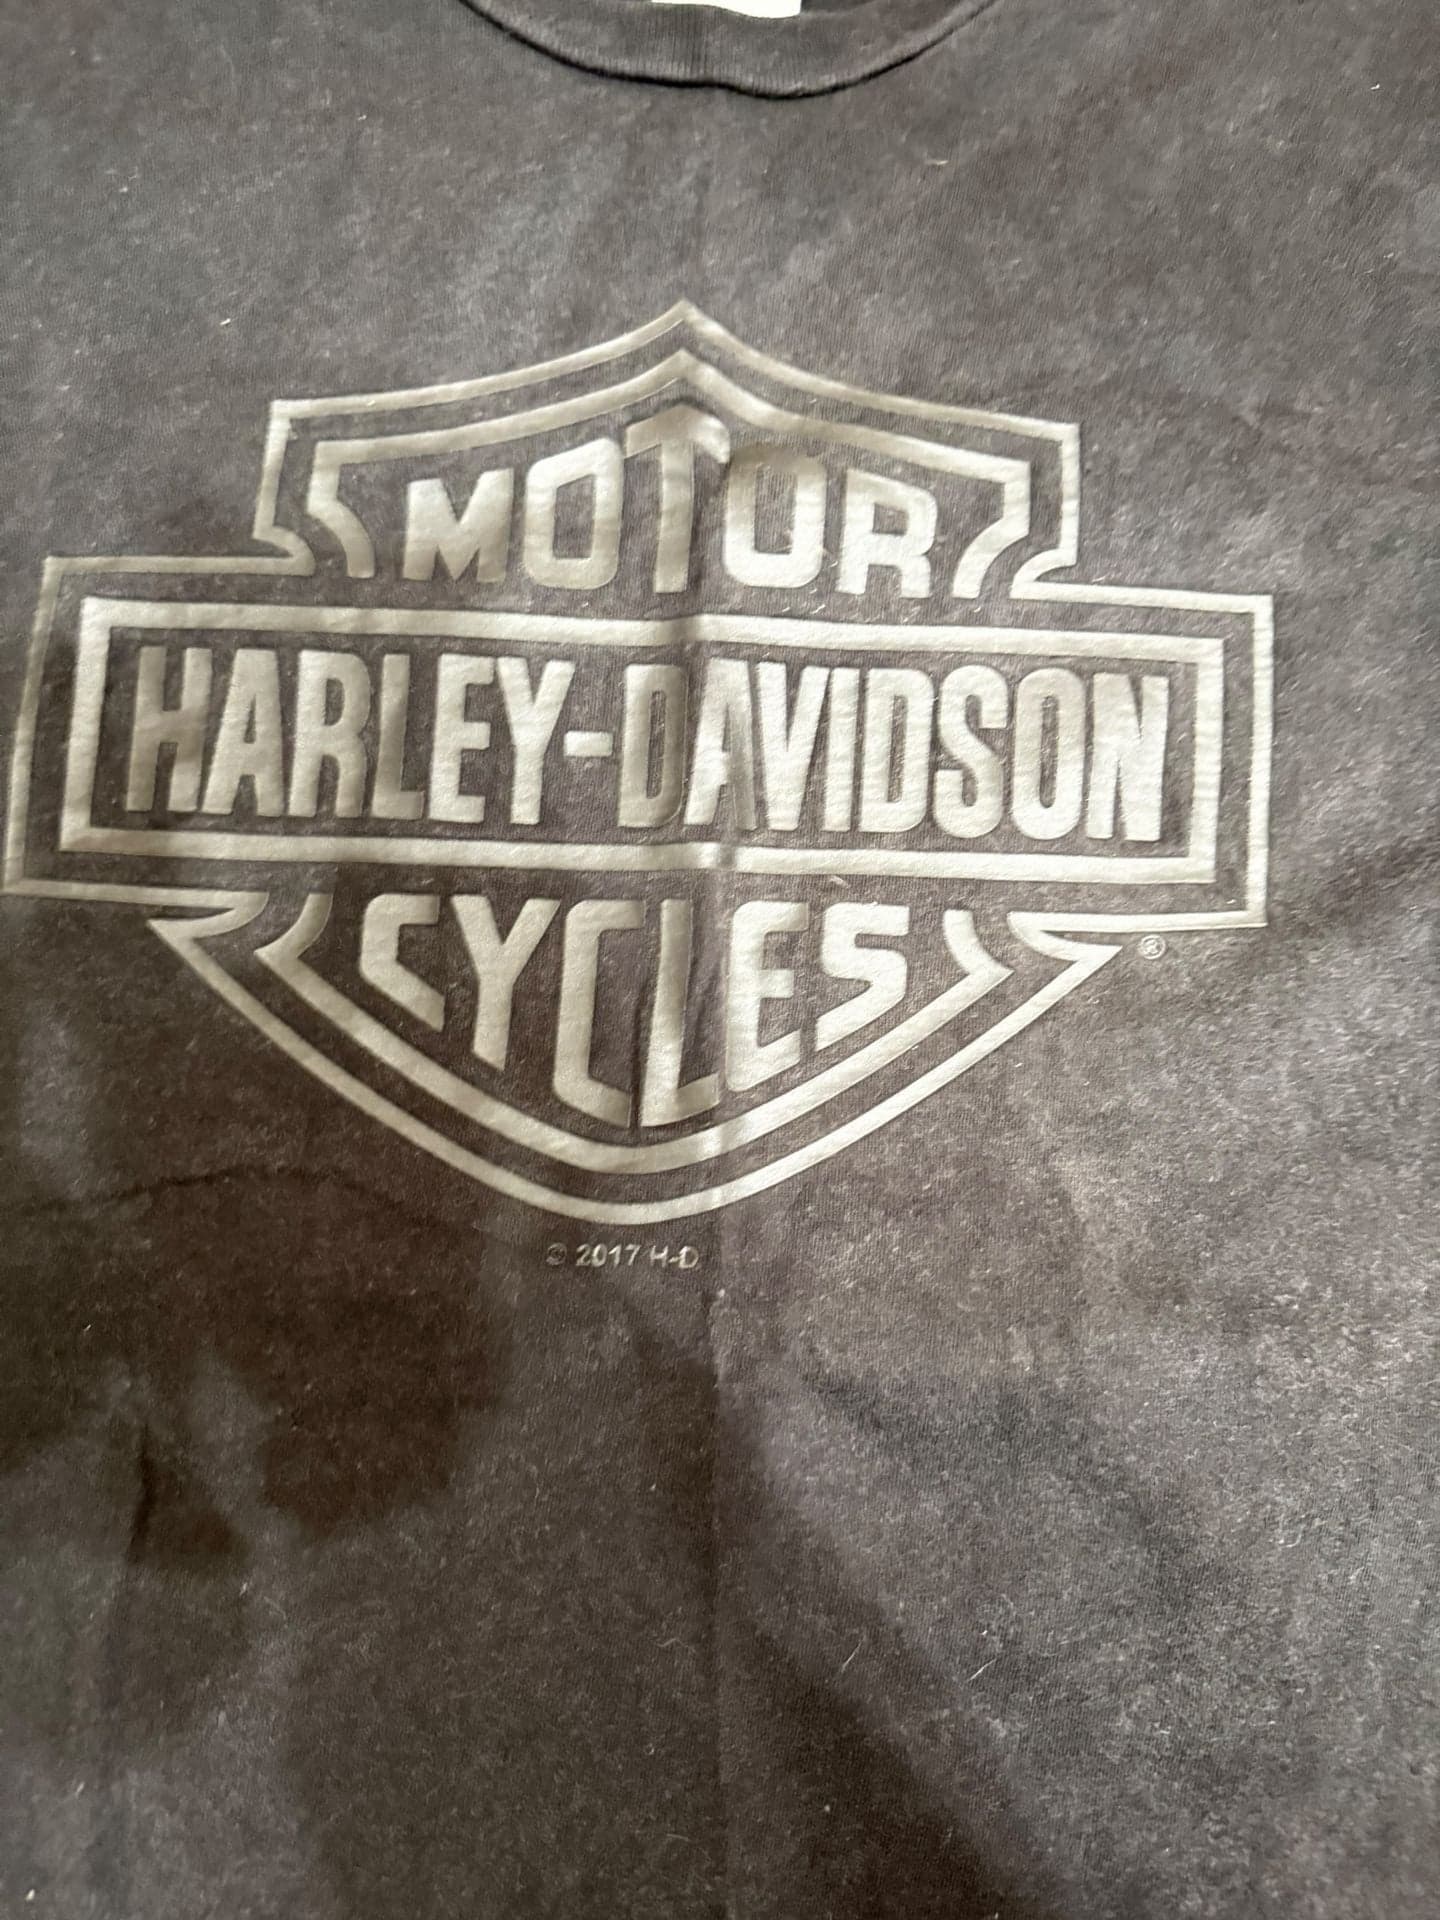 MOTOR
HARLEY-DAVIDSON
®
CYCLES
© 2017 H-D